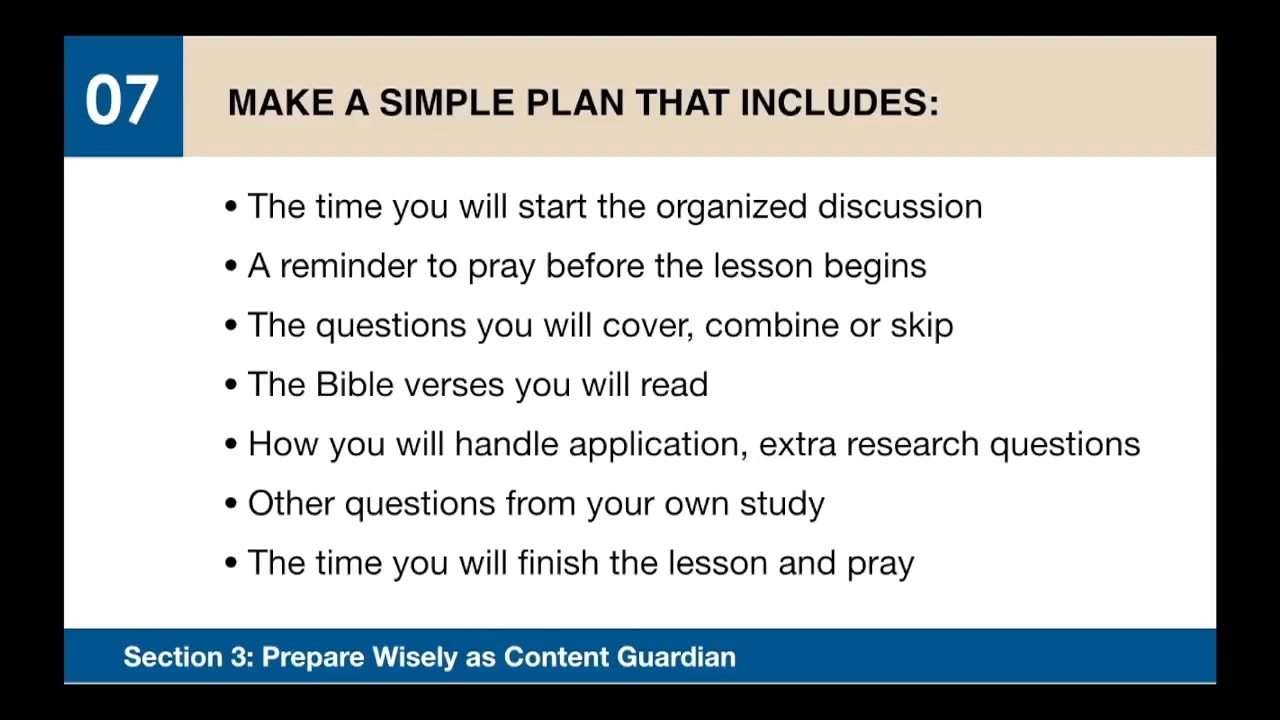 07
MAKE A SIMPLE PLAN THAT INCLUDES:
• The time you will start the organized discussion
• A reminder to pray before the lesson begins
• The questions you will cover, combine or skip
• The Bible verses you will read
• How you will handle application, extra research questions
• Other questions from your own study
• The time you will finish the lesson and pray
Section 3: Prepare Wisely as Content Guardian